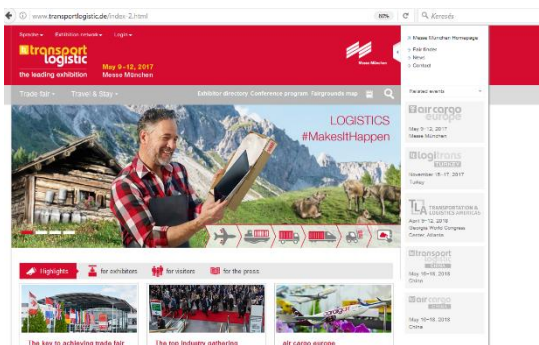 www.transportlogistic.de/index-2.html
80%
Keresés
Sprache
Exhibition network
Login
transport
logistic
the leading exhibition
May 9–12, 2017
Messe München
Messe München
Trade fair
Travel & Stay
Exhibitor directory
Conference program
Fairgrounds map
LOGISTICS
#MakesItHappen
Highlights
for exhibitors
for visitors
for the press
The key to achieving trade fair
The top industry gathering
air cargo europe
Messe München Homepage
Fair finder
News
Contact
Related events
air cargo
europe
May 9–12, 2017
Messe München
logitrans
TURKEY
November 15–17, 2017
Turkey
TLA TRANSPORTATION &
LOGISTICS AMERICAS
April 9–12, 2018
Georgia World Congress
Center, Atlanta
transport
May 16–18, 2018
China
air cargo
May 16–18, 2018
China